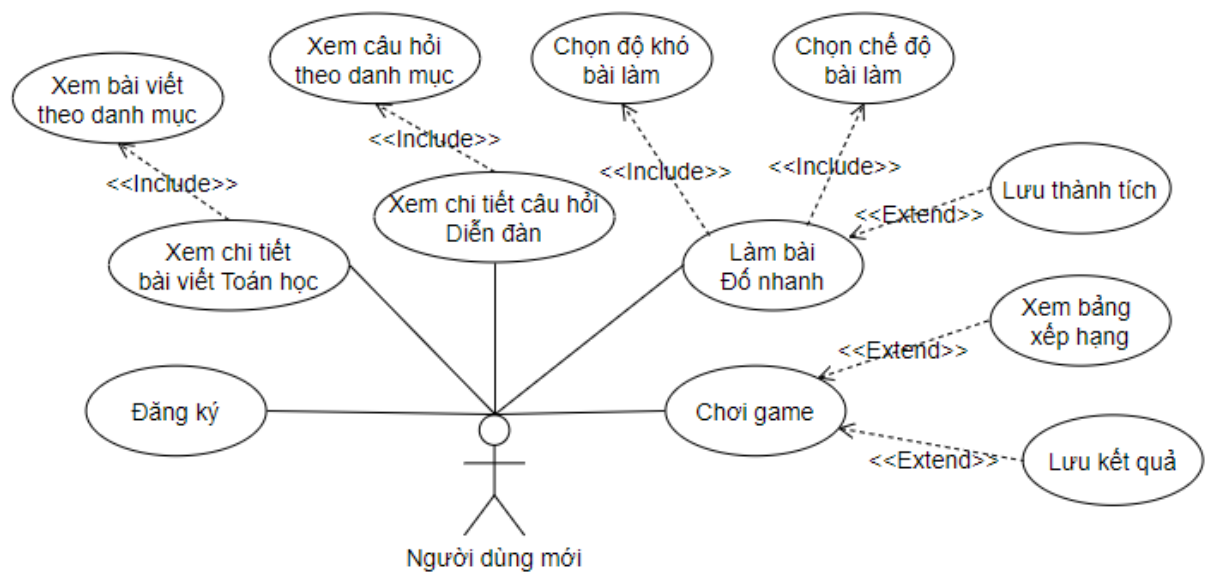 Xem câu hỏi
theo danh mục
Chọn độ khó
bài làm
Chọn chế độ
bài làm
Xem bài viết
theo danh mục
<<Include>>
<<Include>>
<<Include>>
<<Include>>
Lưu thành tích
<<Extend>>
Xem chi tiết câu hỏi
Diễn đàn
Xem chi tiết
bài viết Toán học
Làm bài
Đố nhanh
Xem bảng
xếp hạng
<<Extend>>
Đăng ký
Chơi game
<<Extend>>
Lưu kết quả
Người dùng mới